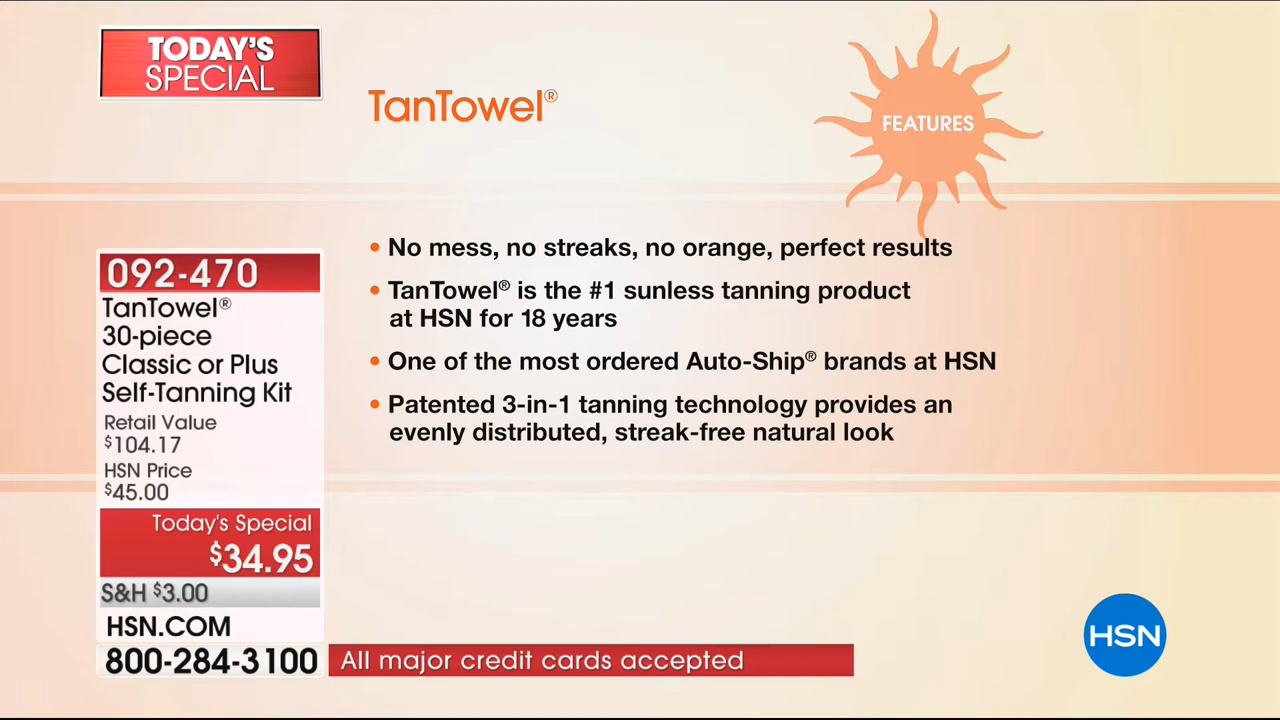 TODAY'S
SPECIAL
TanTowel®
FEATURES
• No mess, no streaks, no orange, perfect results
• TanTowel® is the #1 sunless tanning product
at HSN for 18 years
• One of the most ordered Auto-Ship® brands at HSN
• Patented 3-in-1 tanning technology provides an
evenly distributed, streak-free natural look
092-470
TanTowel®
30-piece
Classic or Plus
Self-Tanning Kit
Retail Value
$104.17
HSN Price
$45.00
Today's Special
$34.95
S&H $3.00
HSN.COM
800-284-3100
All major credit cards accepted
HSN